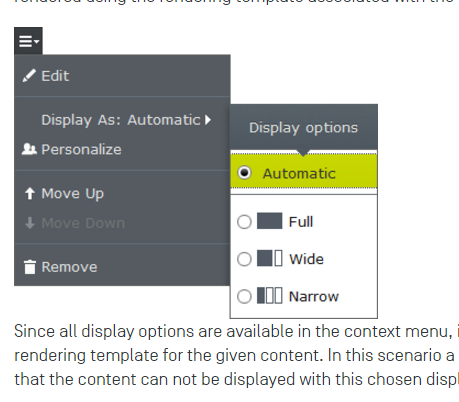 rendered using the rendering template associated with the
Edit
Display As: Automatic
Display options
Personalize
Automatic
Move Up
Move Down
Full
Wide
Remove
Narrow
Since all display options are available in the context menu,
rendering template for the given content. In this scenario a
that the content can not be displayed with this chosen